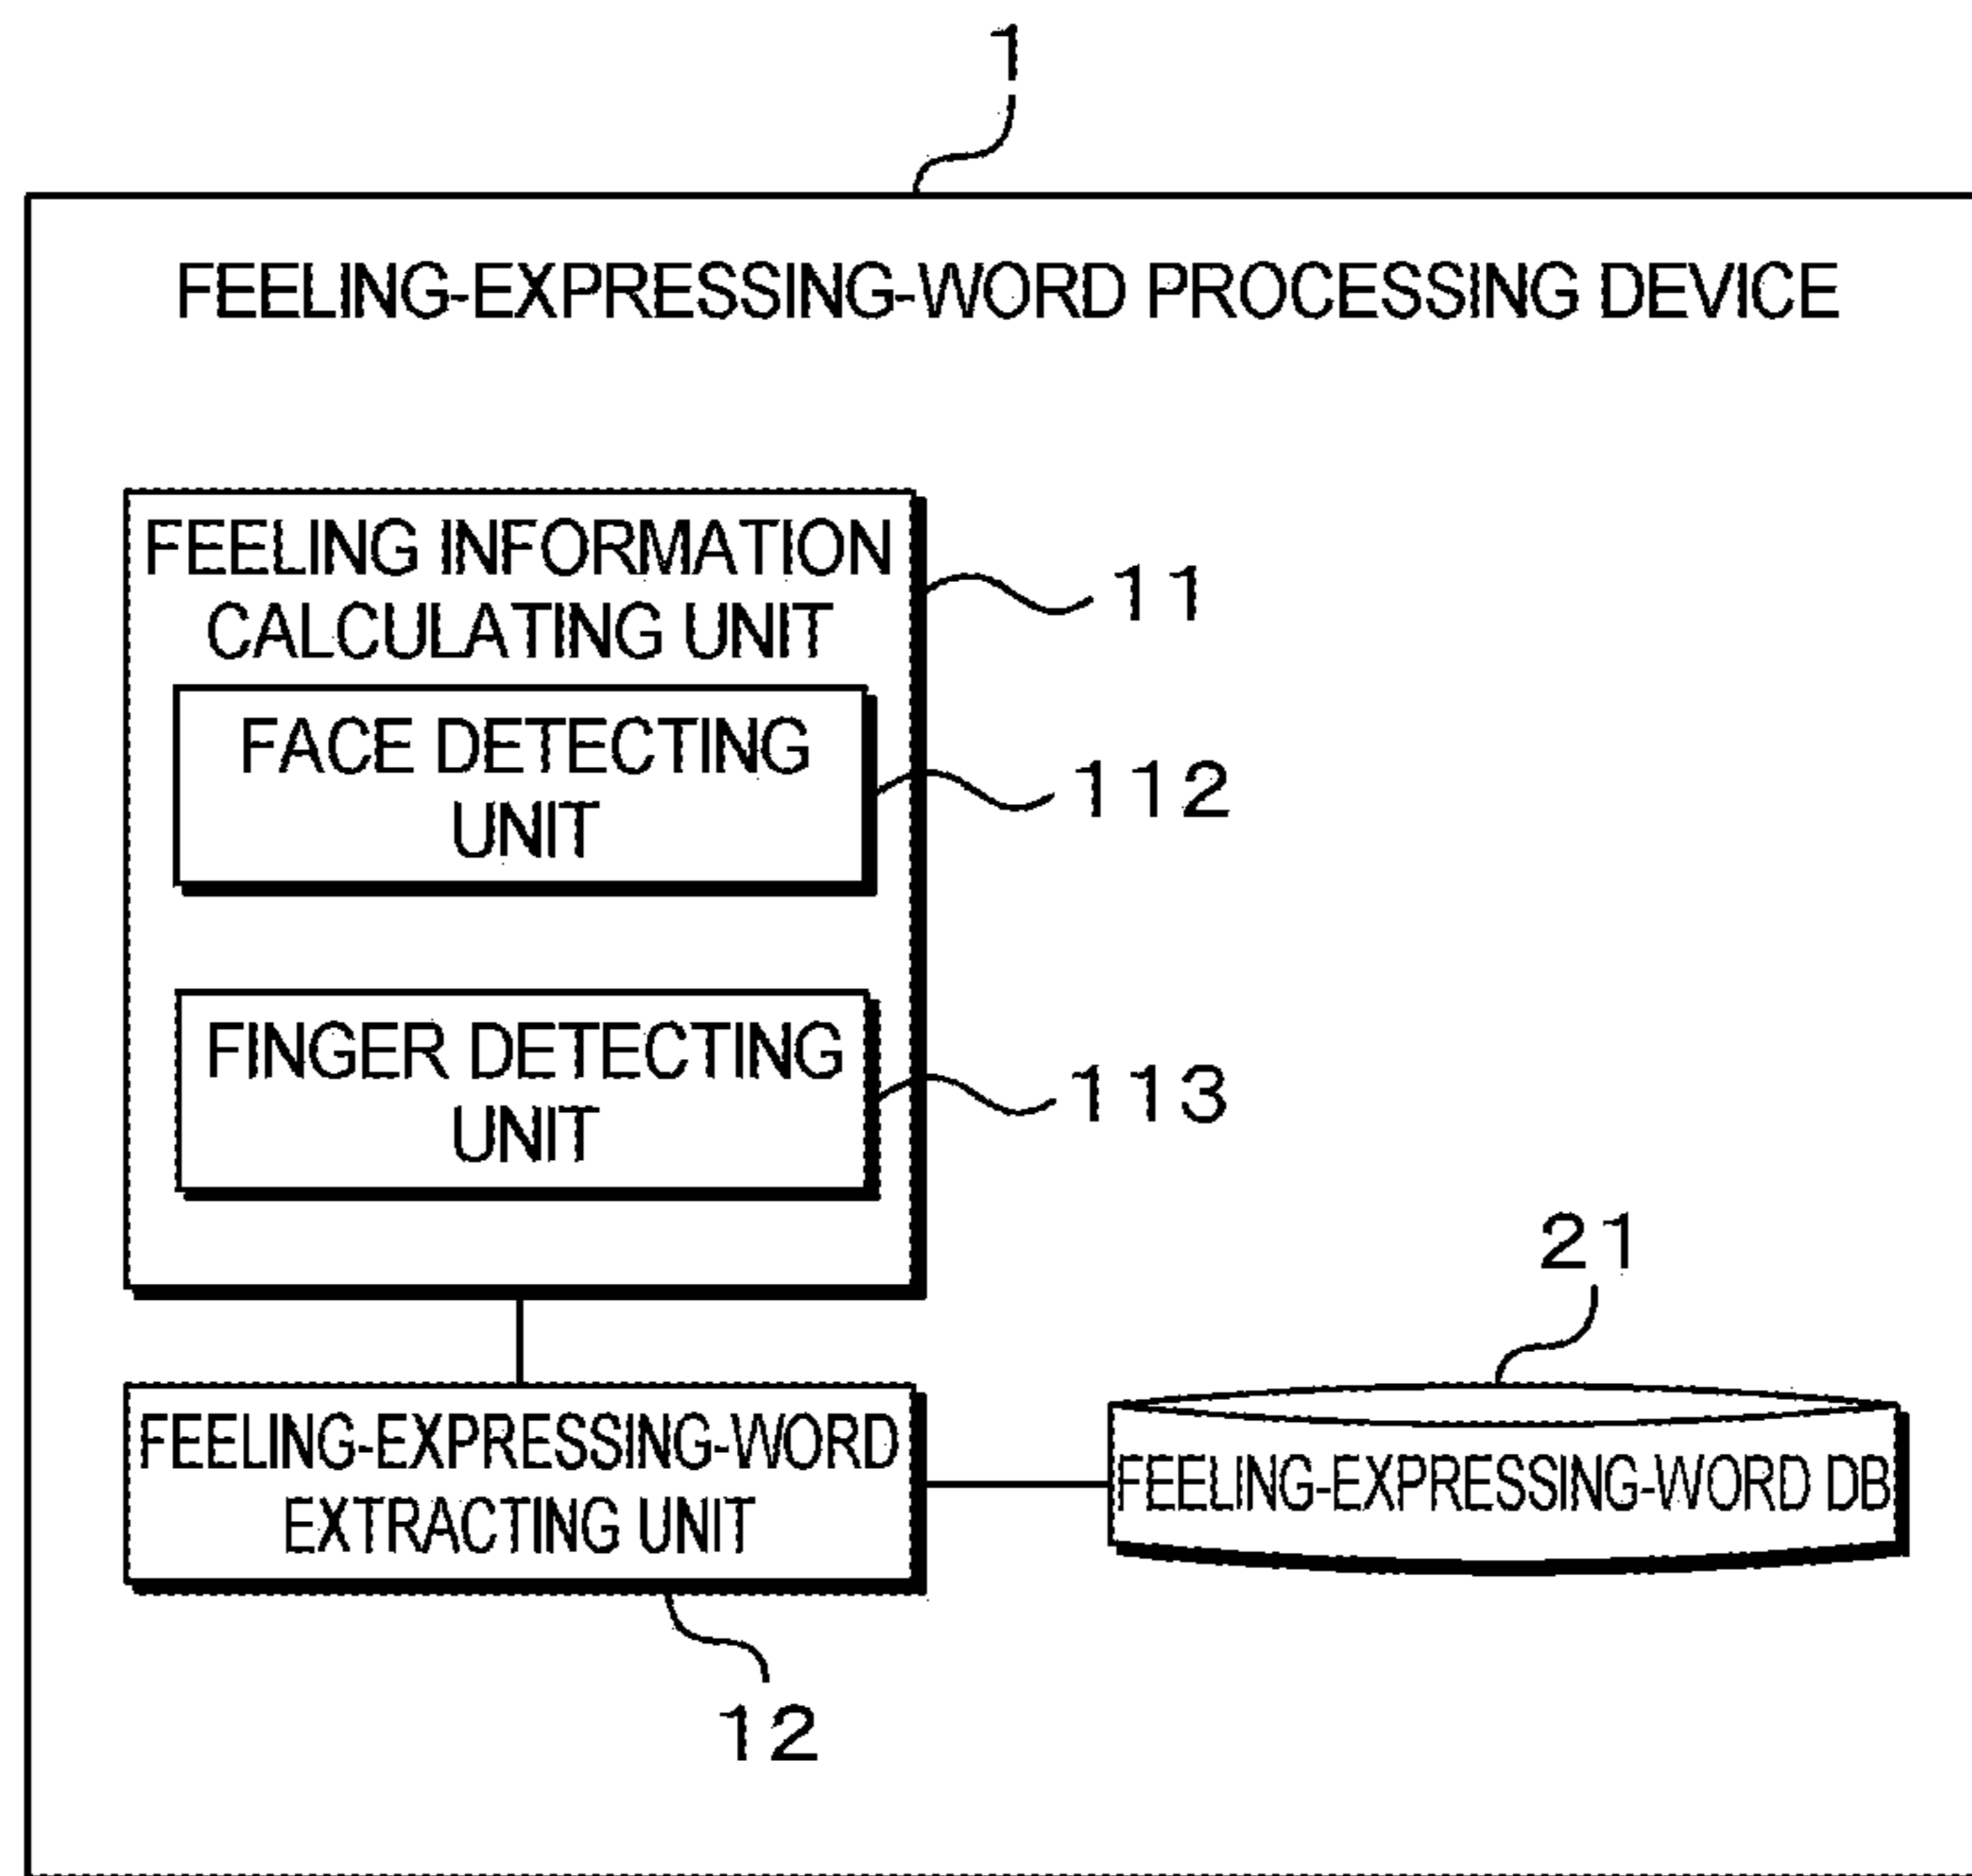 1
FEELING-EXPRESSING-WORD PROCESSING DEVICE
FEELING INFORMATION
CALCULATING UNIT
11
FACE DETECTING
UNIT
112
FINGER DETECTING
UNIT
113
21
FEELING-EXPRESSING-WORD
EXTRACTING UNIT
FEELING-EXPRESSING-WORD DB
12